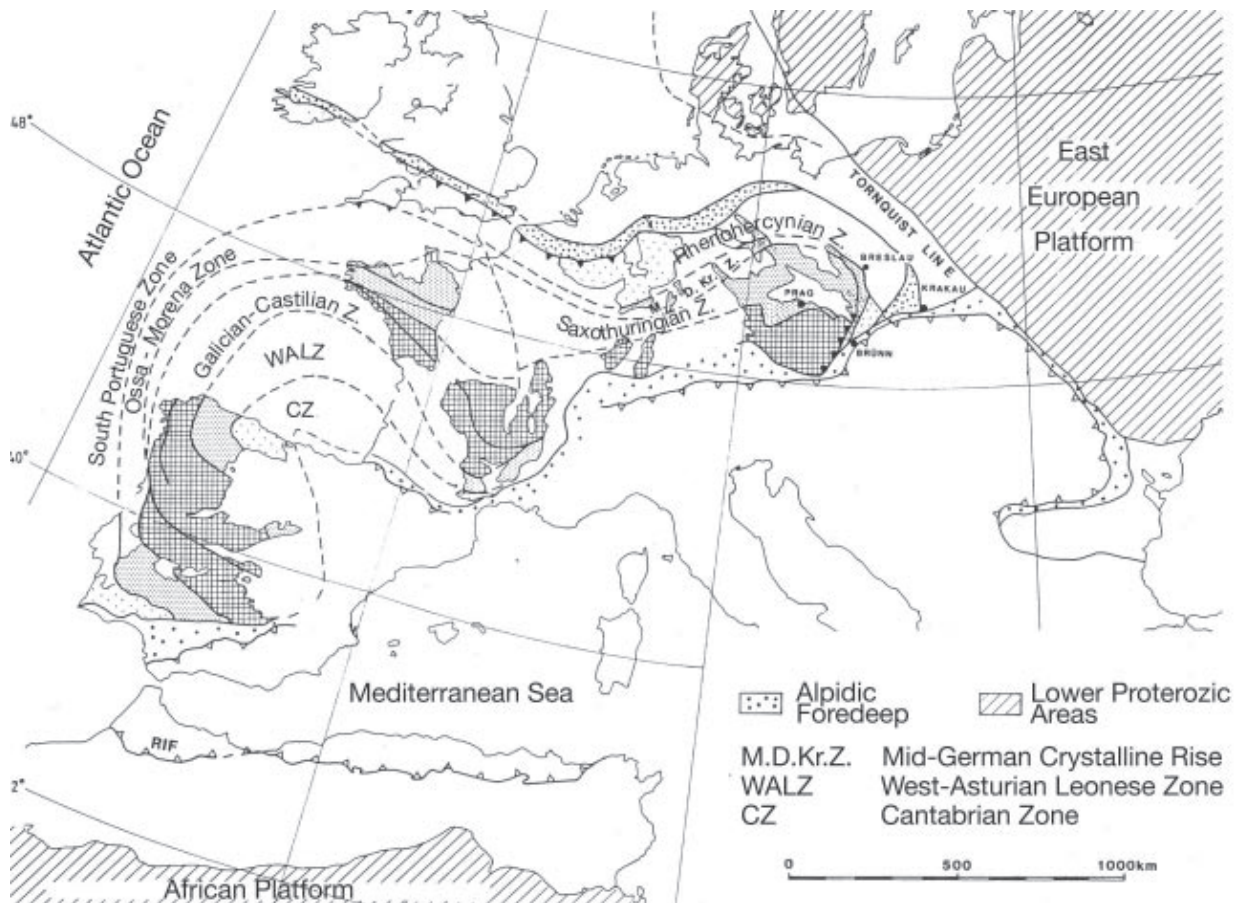 48°
Atlantic Ocean
South Portuguese Zone
Ossa-Morena Zone
Galician-Castilian Z.
WALZ
CZ
40°
Rhertohercynian Z.
M. D. Kr. Z.
Saxothuringian Z.
TORNQUIST LINE
East
European
Platform
BRESLAU
KRAKAU
PRAG
BRÜNN
Mediterranean Sea
RIF
2°
African Platform
Alpidic
Foredeep
Lower Proterozic
Areas
M.D.Kr.Z. Mid-German Crystalline Rise
WALZ West-Asturian Leonese Zone
CZ Cantabrian Zone
0 500 1000km